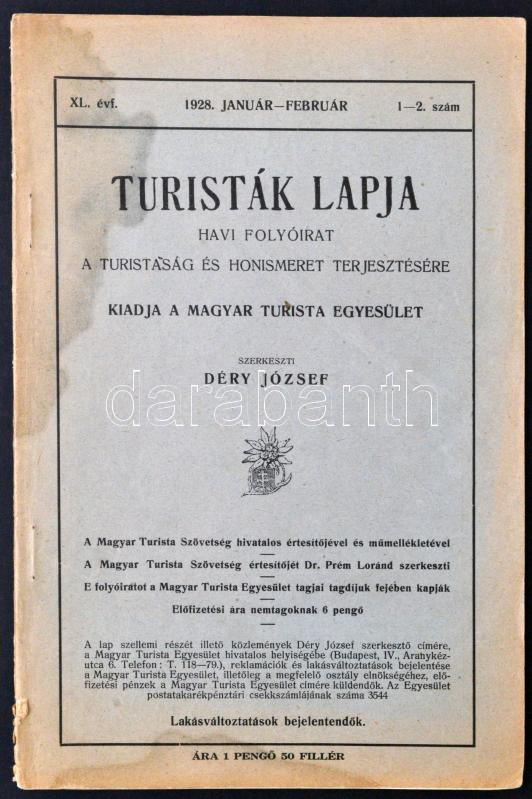 XL. évf. 1928. JANUÁR—FEBRUÁR 1—2. szám
TURISTÁK LAPJA
HAVI FOLYÓIRAT
A TURISTASÁG ÉS HONISMERET TERJESZTÉSÉRE
KIADJA A MAGYAR TURISTA EGYESÜLET
SZERKESZTI
DÉRY JÓZSEF
darabanth
A Magyar Turista Szövetség hivatalos értesítőjével és műmellékletével
A Magyar Turista Szövetség értesítőjét Dr. Prém Loránd szerkeszti
E folyóiratot a Magyar Turista Egyesület tagjai tagdíjuk fejében kapják
Előfizetési ára nemtagoknak 6 pengő
A lap szellemi részét illető közlemények Déry József szerkesztő címére,
a Magyar Turista Egyesület hivatalos helyiségébe (Budapest, IV., Aranykéz-
utca 6. Telefon: T. 118—79.), reklamációk és lakásváltoztatások bejelentése
a Magyar Turista Egyesület, illetőleg a megfelelő osztály elnökségéhez, elő-
fizetési pénzek a Magyar Turista Egyesület címére küldendők. Az Egyesület
postatakarékpénztári csekkszámlájának száma 3544
Lakásváltoztatások bejelentendők.
ÁRA 1 PENGŐ 50 FILLÉR